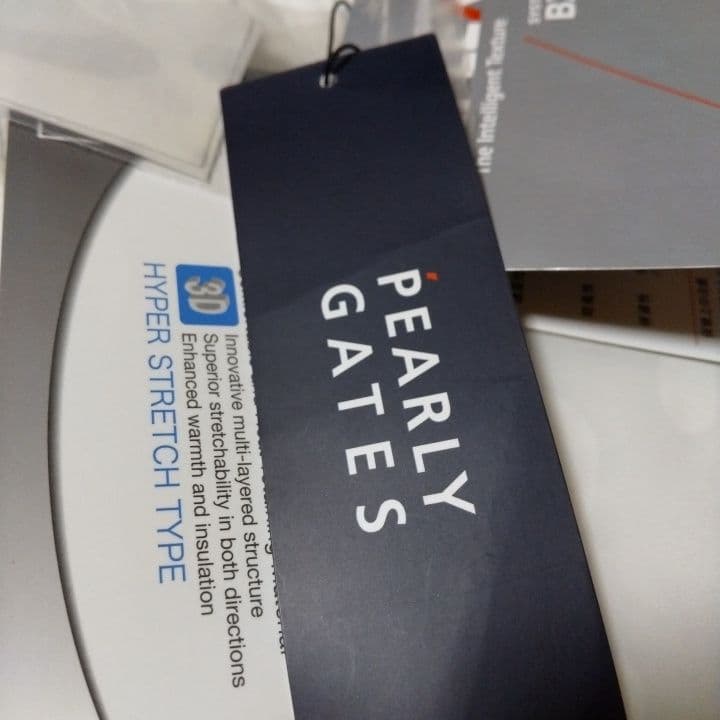 PEARLY
GATES
3D
Innovative multi-layered structure
Superior stretchability in both directions
Enhanced warmth and insulation
HYPER STRETCH TYPE
The Intelligent Texture